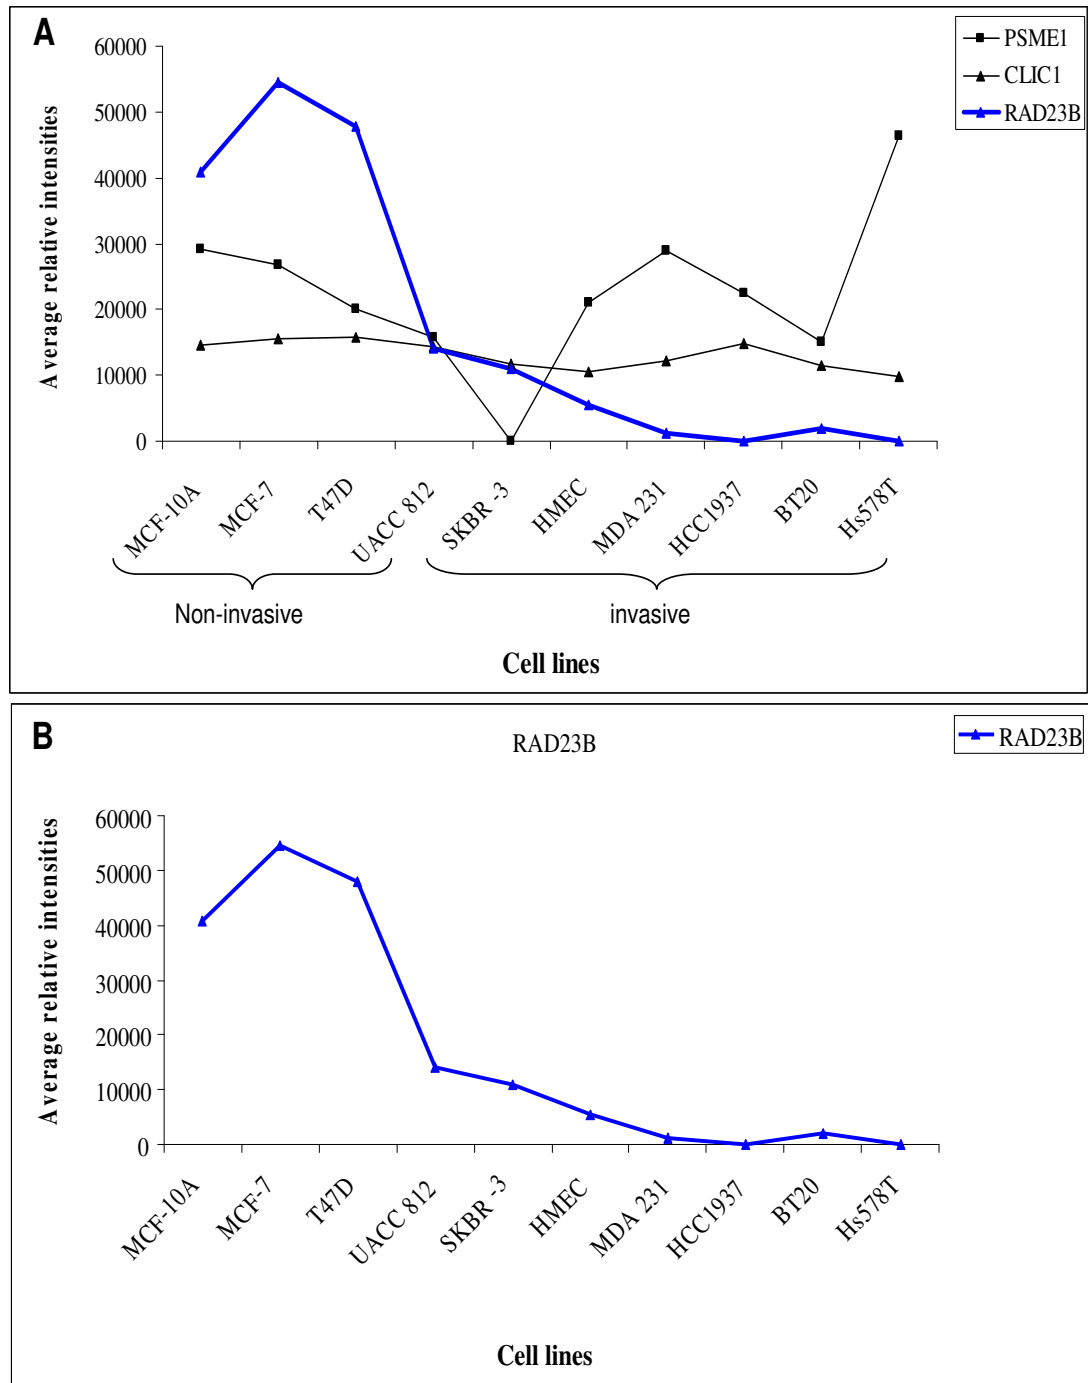 A
PSME1
CLIC1
RAD23B
60000
50000
40000
30000
20000
10000
0
Average relative intensities
MCF-10A
MCF-7
T47D
UACC 812
SKBR -3
HMEC
MDA 231
HCC1937
BT20
Hs578T
Non-invasive
invasive
Cell lines
B
RAD23B
RAD23B
60000
50000
40000
30000
20000
10000
0
Average relative intensities
MCF-10A
MCF-7
T47D
UACC 812
SKBR -3
HMEC
MDA 231
HCC1937
BT20
Hs578T
Cell lines